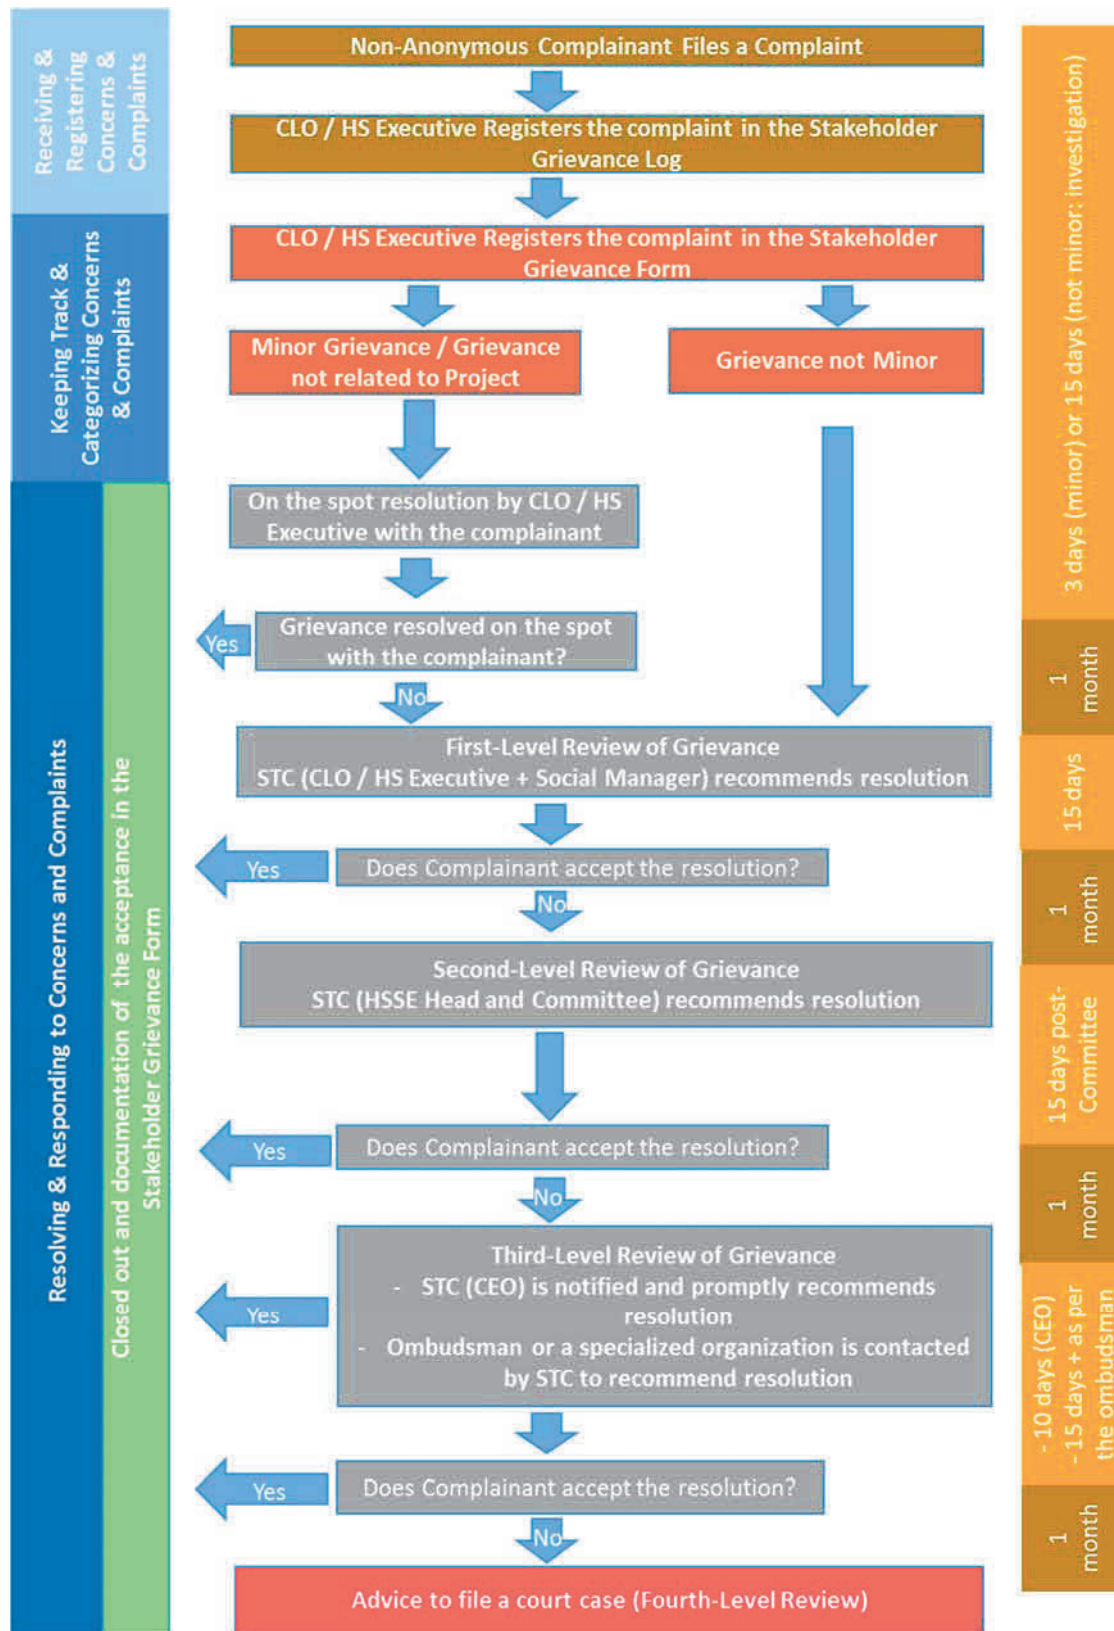 Receiving &
Registering
Concerns &
Complaints
Keeping Track &
Categorizing Concerns
& Complaints
Resolving & Responding to Concerns and Complaints
Closed out and documentation of the acceptance in the
Stakeholder Grievance Form
Non-Anonymous Complainant Files a Complaint
CLO / HS Executive Registers the complaint in the Stakeholder
Grievance Log
CLO / HS Executive Registers the complaint in the Stakeholder
Grievance Form
Minor Grievance / Grievance
not related to Project
Grievance not Minor
On the spot resolution by CLO / HS
Executive with the complainant
Grievance resolved on the spot
with the complainant?
Yes
No
First-Level Review of Grievance
STC (CLO / HS Executive + Social Manager) recommends resolution
Does Complainant accept the resolution?
Yes
No
Second-Level Review of Grievance
STC (HSSE Head and Committee) recommends resolution
Does Complainant accept the resolution?
Yes
No
Third-Level Review of Grievance
- STC (CEO) is notified and promptly recommends
resolution
- Ombudsman or a specialized organization is contacted
by STC to recommend resolution
Yes
Does Complainant accept the resolution?
Yes
No
Advice to file a court case (Fourth-Level Review)
3 days (minor) or 15 days (not minor: investigation)
1
month
15 days
1
month
15 days post-
Committee
1
month
- 10 days (CEO)
- 15 days + as per
the ombudsman
1
month